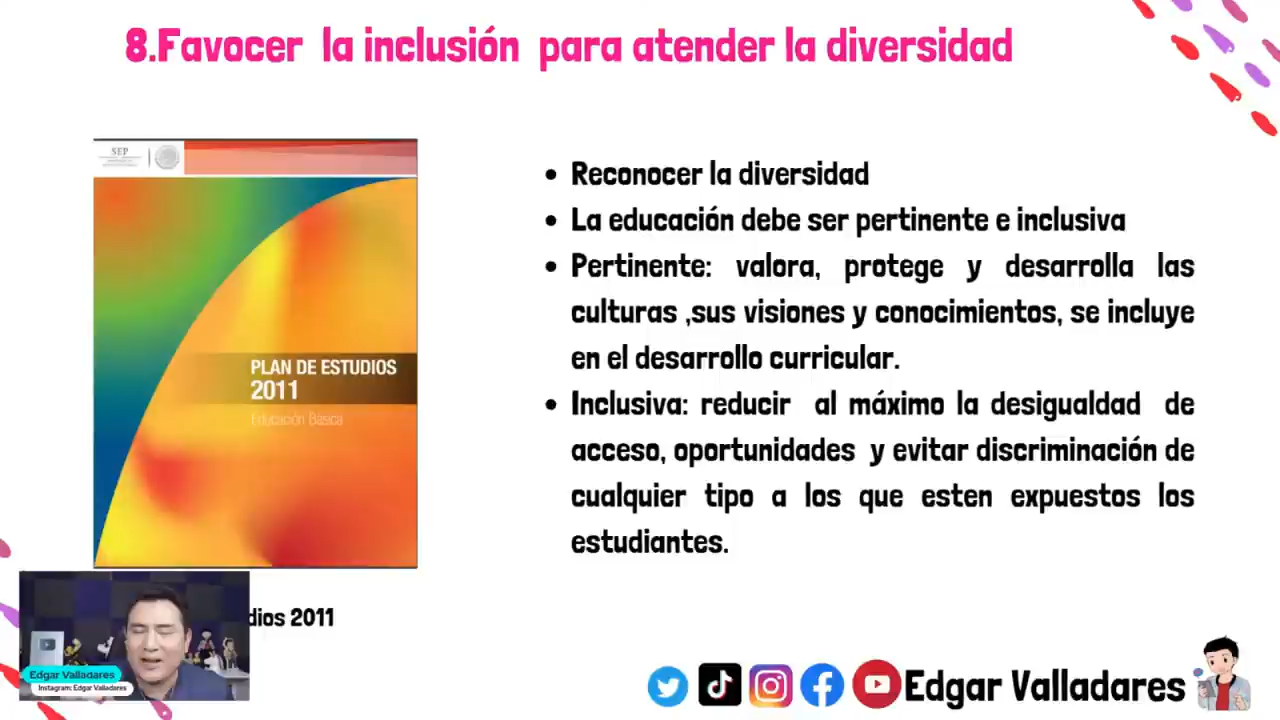 8.Favocer la inclusión para atender la diversidad
SEP
PLAN DE ESTUDIOS
2011
Educación Básica
• Reconocer la diversidad
• La educación debe ser pertinente e inclusiva
• Pertinente: valora, protege y desarrolla las
culturas ,sus visiones y conocimientos, se incluye
en el desarrollo curricular.
• Inclusiva: reducir al máximo la desigualdad de
acceso, oportunidades y evitar discriminación de
cualquier tipo a los que esten expuestos los
estudiantes.
dios 2011
Edgar Valladares
Instagram: Edgar Valladares
Edgar Valladares